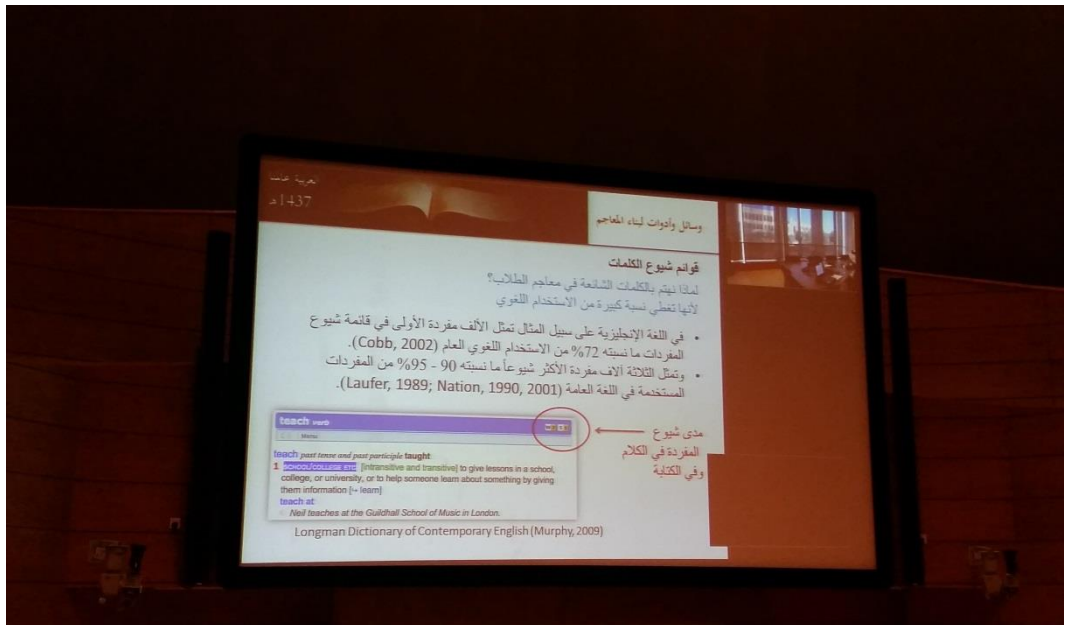 العربية عالمياً
1437هـ
وسائل وأدوات لبناء المعاجم
قوائم شيوع الكلمات
لماذا نهتم بالكلمات الشائعة في معاجم الطلاب؟
لأنها تغطي نسبة كبيرة من الاستخدام اللغوي
• في اللغة الإنجليزية على سبيل المثال تمثل الألف مفردة الأولى في قائمة شيوع
المفردات ما نسبته 72% من الاستخدام اللغوي العام (Cobb, 2002).
• وتمثل الثلاثة آلاف مفردة الأكثر شيوعاً ما نسبته 90 - 95% من المفردات
المستخدمة في اللغة العامة (Laufer, 1989; Nation, 1990, 2001).
مدى شيوع
المفردة في الكلام
وفي الكتابة
teach verb
Menu
teach past tense and past participle taught
1 SCHOOL/COLLEGE ETC [intransitive and transitive] to give lessons in a school,
college, or university, or to help someone learn about something by giving
them information [↪ learn]
teach at
Neil teaches at the Guildhall School of Music in London.
Longman Dictionary of Contemporary English (Murphy, 2009)